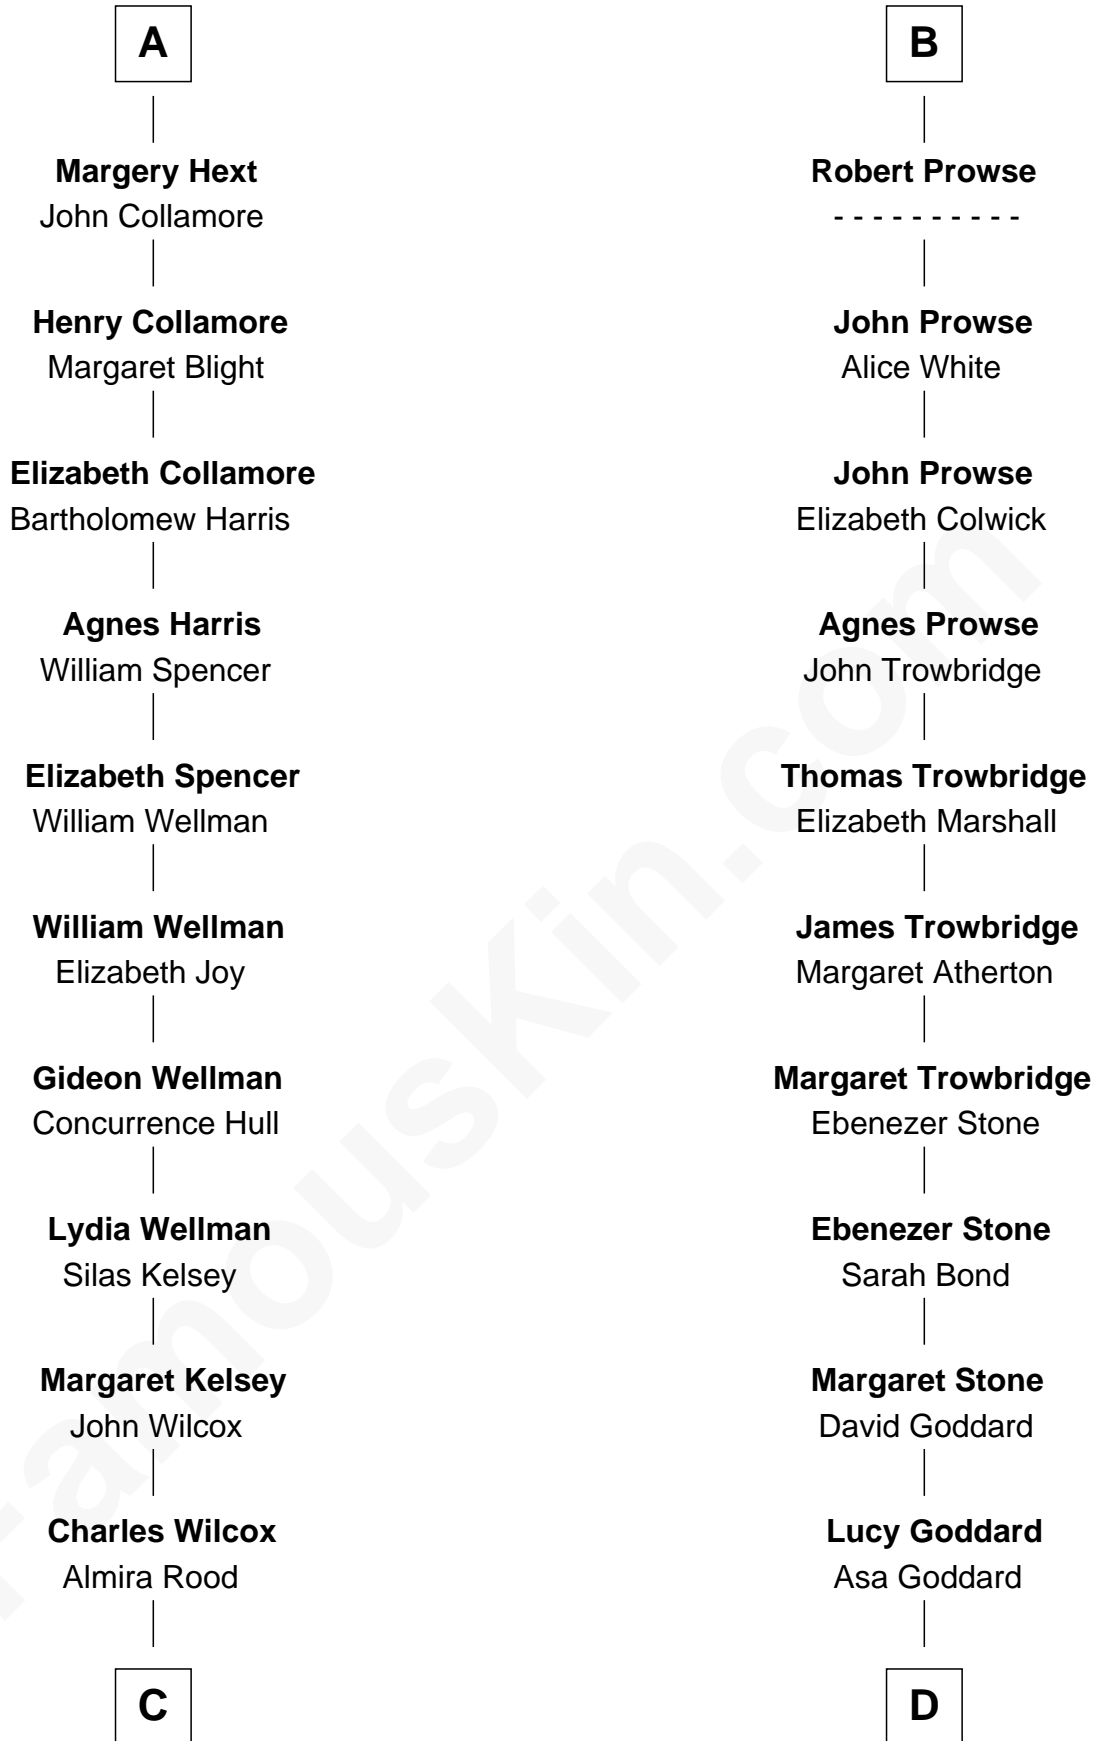 A
Margery Hext
John Collamore
Henry Collamore
Margaret Blight
Elizabeth Collamore
Bartholomew Harris
Agnes Harris
William Spencer
Elizabeth Spencer
William Wellman
William Wellman
Elizabeth Joy
Gideon Wellman
Concurrence Hull
Lydia Wellman
Silas Kelsey
Margaret Kelsey
John Wilcox
Charles Wilcox
Almira Rood
C
B
Robert Prowse
- - - - - - - - - -
John Prowse
Alice White
John Prowse
Elizabeth Colwick
Agnes Prowse
John Trowbridge
Thomas Trowbridge
Elizabeth Marshall
James Trowbridge
Margaret Atherton
Margaret Trowbridge
Ebenezer Stone
Ebenezer Stone
Sarah Bond
Margaret Stone
David Goddard
Lucy Goddard
Asa Goddard
D
FamousKin.com